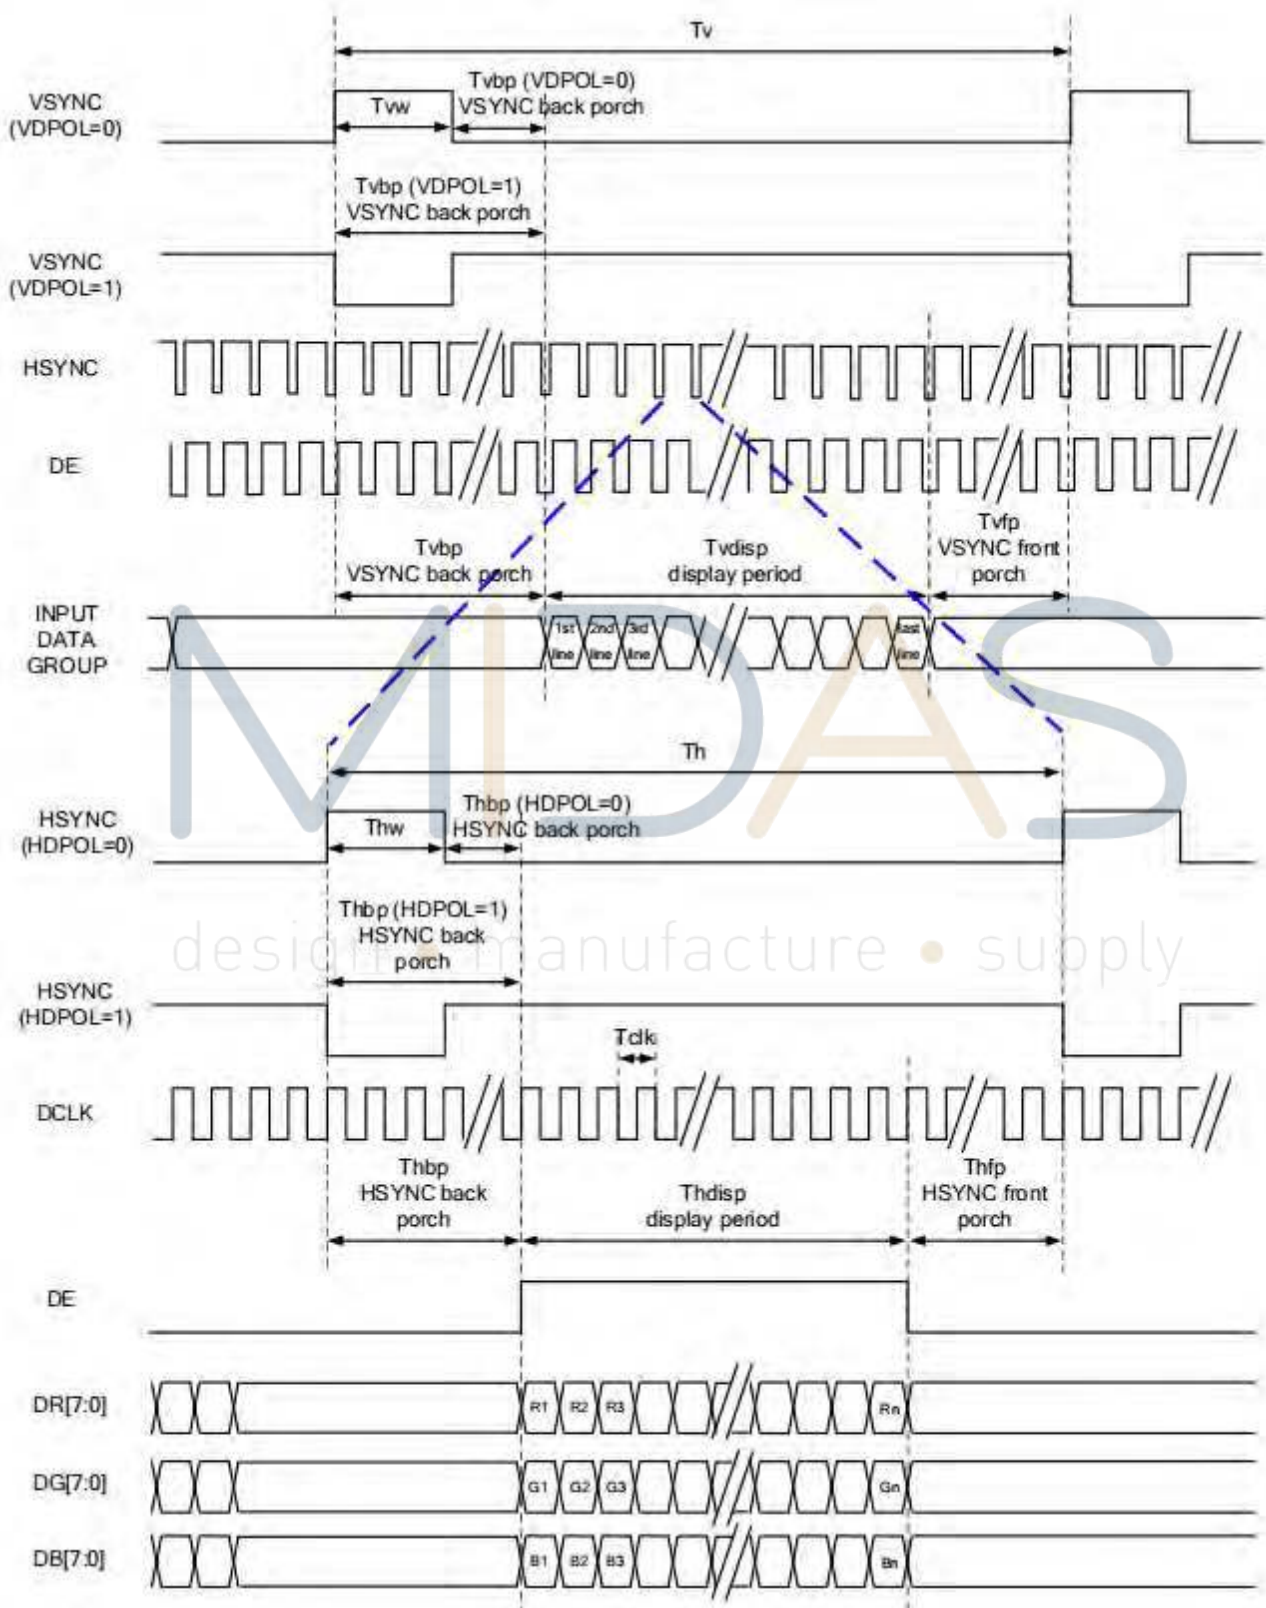 Tv
VSYNC
(VDPOL=0)
Tvw
Tvbp (VDPOL=0)
VSYNC back porch
Tvbp (VDPOL=1)
VSYNC back porch
VSYNC
(VDPOL=1)
HSYNC
DE
Tvbp
VSYNC back porch
Tvdisp
display period
Tvfp
VSYNC front
porch
INPUT
DATA
GROUP
1st
line
2nd
line
3rd
line
last
line
MIDAS
Th
HSYNC
(HDPOL=0)
Thw
Thbp (HDPOL=0)
HSYNC back porch
Thbp (HDPOL=1)
HSYNC back
porch
design • manufacture • supply
HSYNC
(HDPOL=1)
Tclk
DCLK
Thbp
HSYNC back
porch
Thdisp
display period
Thfp
HSYNC front
porch
DE
DR[7:0]
R1
R2
R3
Rn
DG[7:0]
G1
G2
G3
Gn
DB[7:0]
B1
B2
B3
Bn